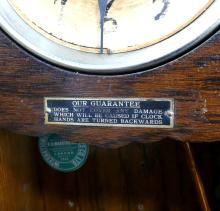 OUR GUARANTEE
DOES NOT COVER ANY DAMAGE
WHICH WILL BE CAUSED IF CLOCK
HANDS ARE TURNED BACKWARDS